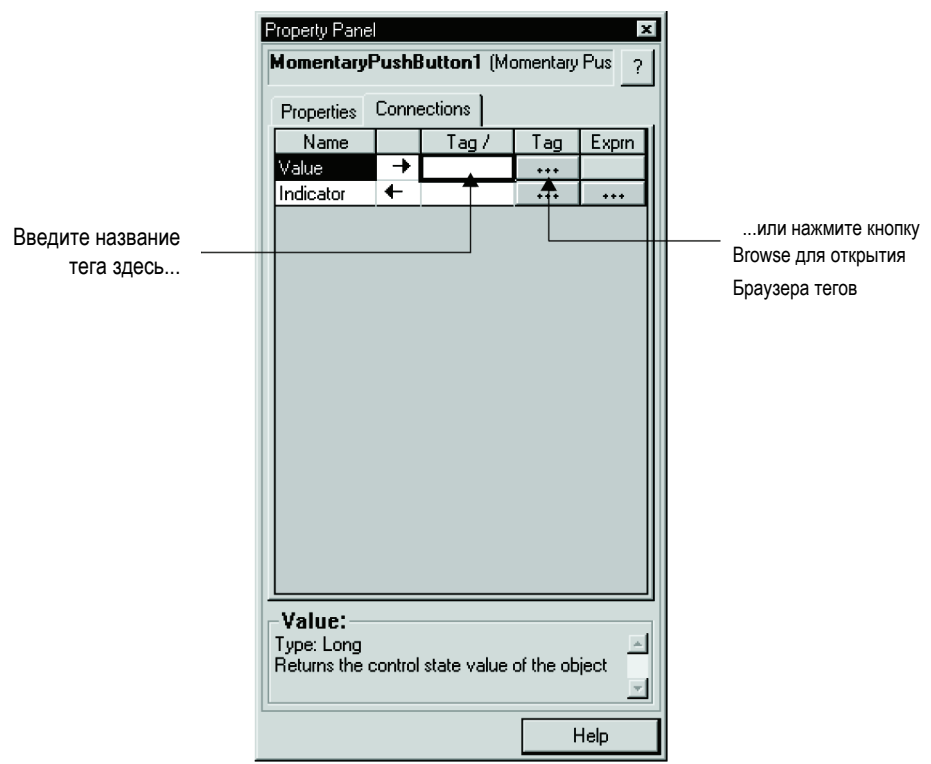 Property Panel
MomentaryPushButton1 (Momentary Pus
?
Properties Connections
Name Tag / Tag Exprn
Value ...
Indicator ... ...
Введите название
тега здесь...
...или нажмите кнопку
Browse для открытия
Браузера тегов
Value:
Type: Long
Returns the control state value of the object
Help